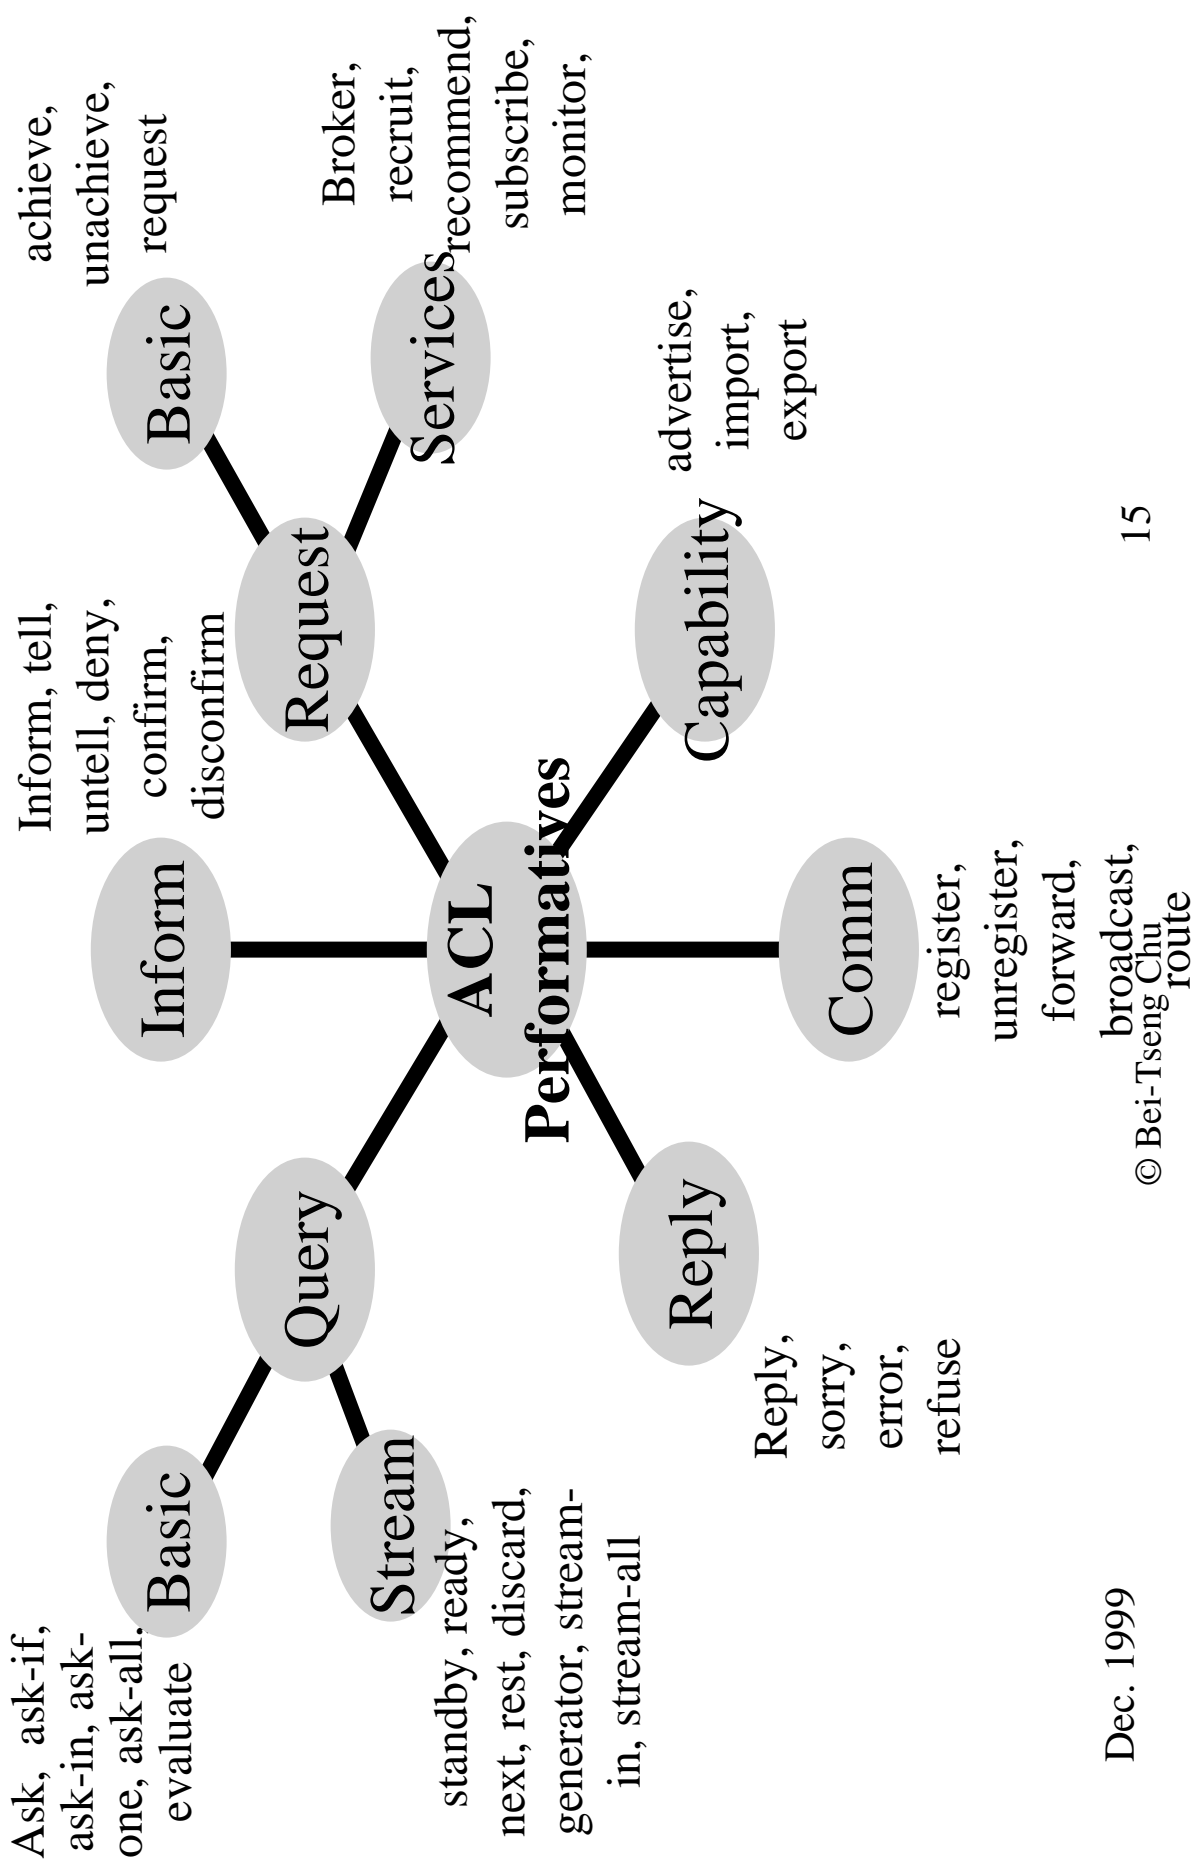 Ask, ask-if,
ask-in, ask-
one, ask-all,
evaluate
Basic
Inform
Inform, tell,
untell, deny,
confirm,
disconfirm
Basic
achieve,
unachieve,
request
Query
Request
Stream
standby, ready,
next, rest, discard,
generator, stream-
in, stream-all
Services
Broker,
recruit,
recommend,
subscribe,
monitor,
ACL
Performatives
Reply
Reply,
sorry,
error,
refuse
Capability
advertise,
import,
export
Comm
register,
unregister,
forward,
broadcast,
route
Dec. 1999
© Bei-Tseng Chu
15